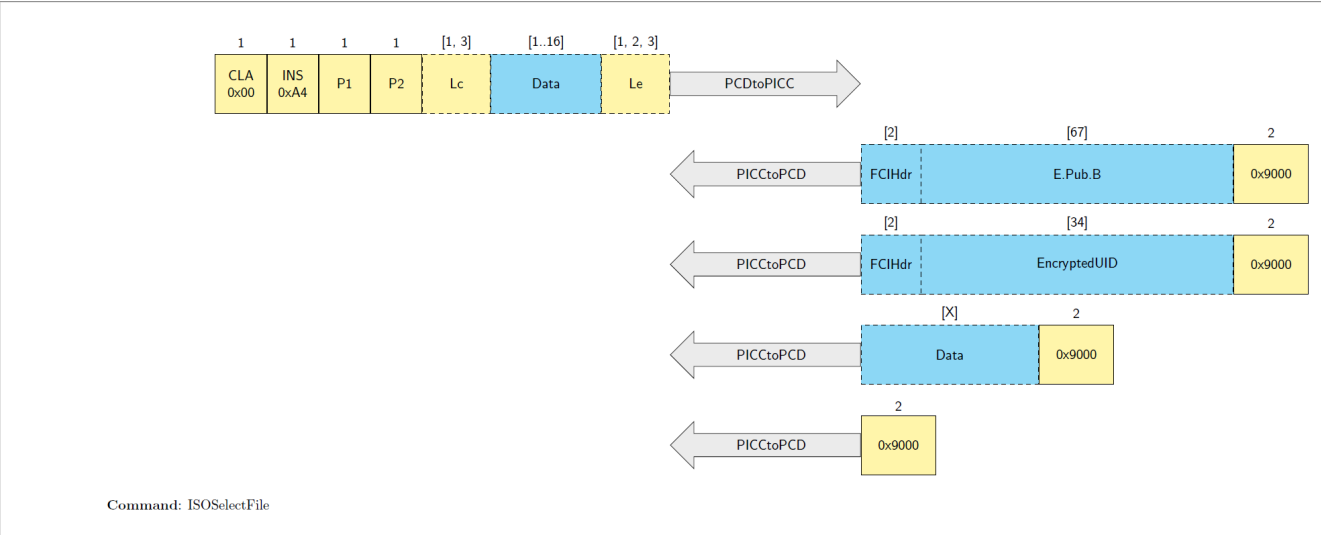 1 1 1 1 [1, 3] [1..16] [1, 2, 3]
CLA 0x00 INS 0xA4 P1 P2 Lc Data Le PCDtoPICC
[2] [67] 2
PICCtoPCD FCIHdr E.Pub.B 0x9000
[2] [34] 2
PICCtoPCD FCIHdr EncryptedUID 0x9000
[X] 2
PICCtoPCD Data 0x9000
2
PICCtoPCD 0x9000
Command: ISOSelectFile